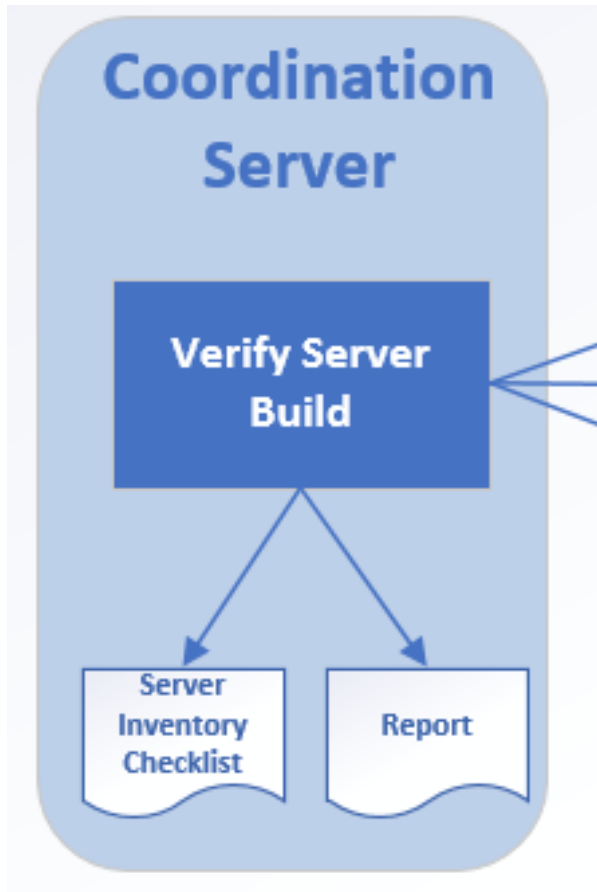 Coordination
Server
Verify Server
Build
Server
Inventory
Checklist
Report